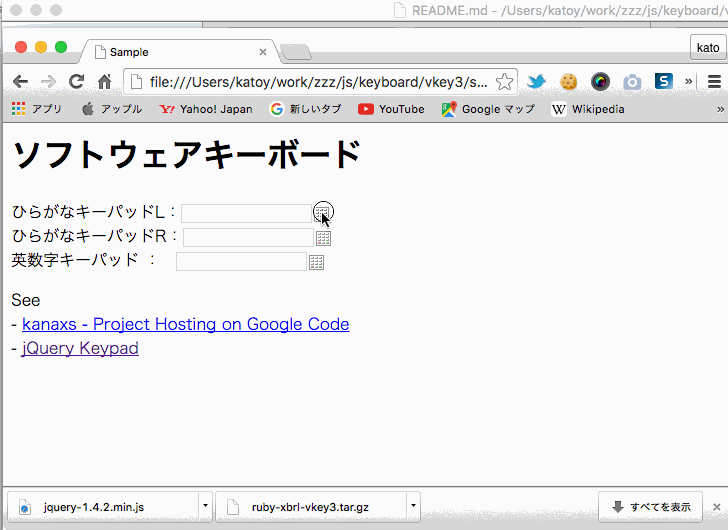 README.md - /Users/katoy/work/zzz/js/keyboard/v
Sample
kato
file:///Users/katoy/work/zzz/js/keyboard/vkey3/s...
アプリ アップル Yahoo! Japan 新しいタブ YouTube Google マップ Wikipedia »
ソフトウェアキーボード
ひらがなキーパッドL：
ひらがなキーパッドR：
英数字キーパッド ：
See
- kanaxs - Project Hosting on Google Code
- jQuery Keypad
jquery-1.4.2.min.js ruby-xbrl-vkey3.tar.gz すべてを表示